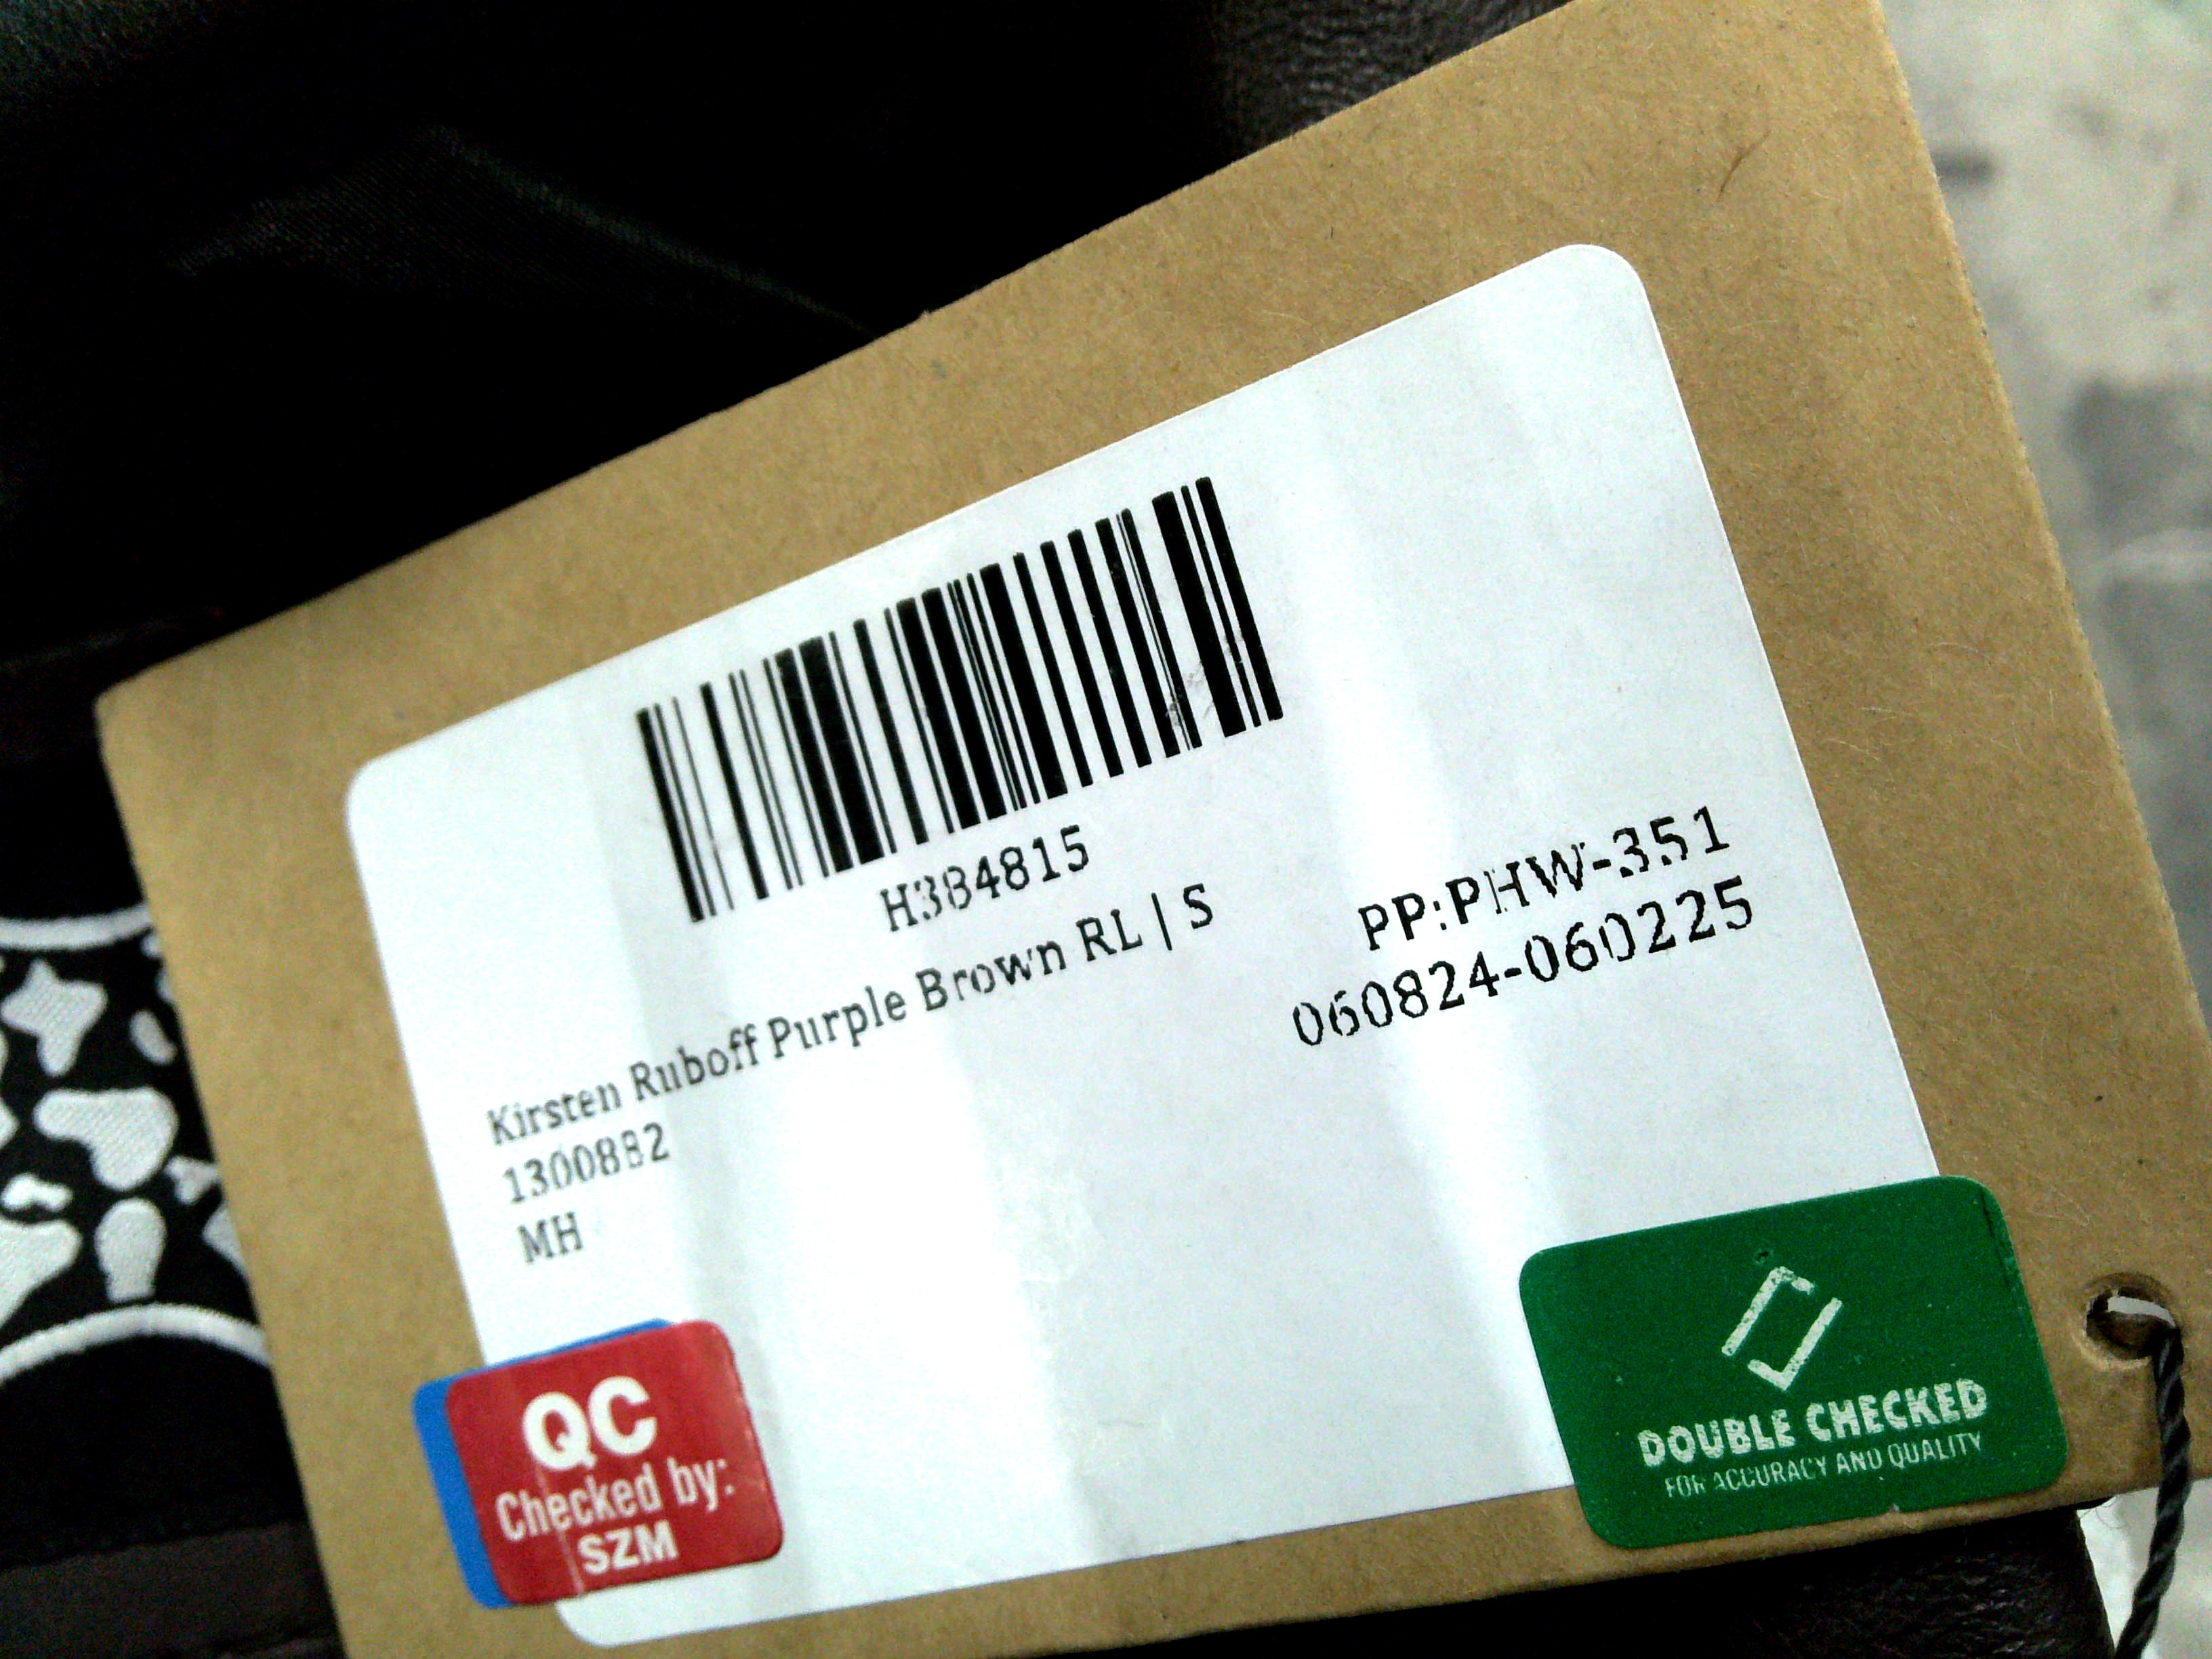 H384815
Kirsten Ruboff Purple Brown RL | S
1300882
MH
PP:PHW-351
060824-060225
QC
Checked by:
SZM
DOUBLE CHECKED
FOR ACCURACY AND QUALITY